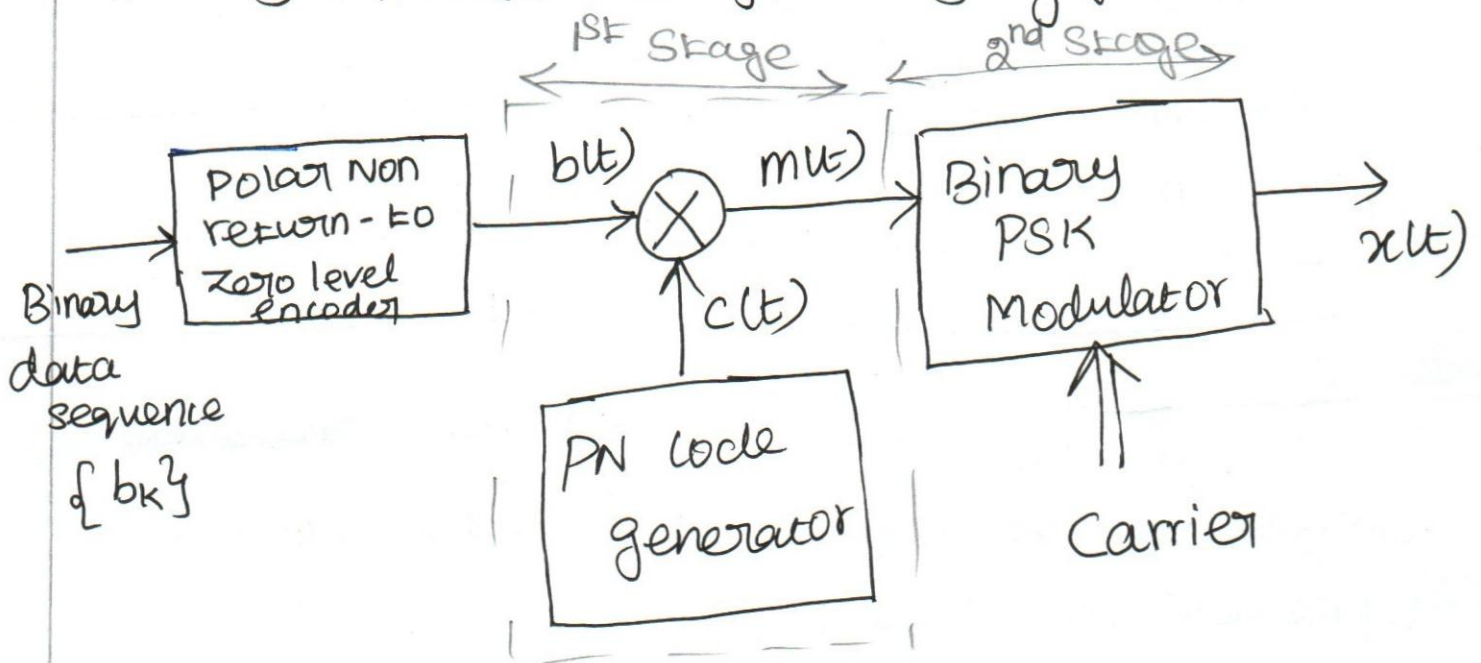 1st Stage
2nd Stage
Polar Non
return-to
zero level
encoder
b(t)
m(t)
Binary
PSK
Modulator
x(t)
Binary
data
sequence
{bk}
c(t)
PN code
generator
Carrier